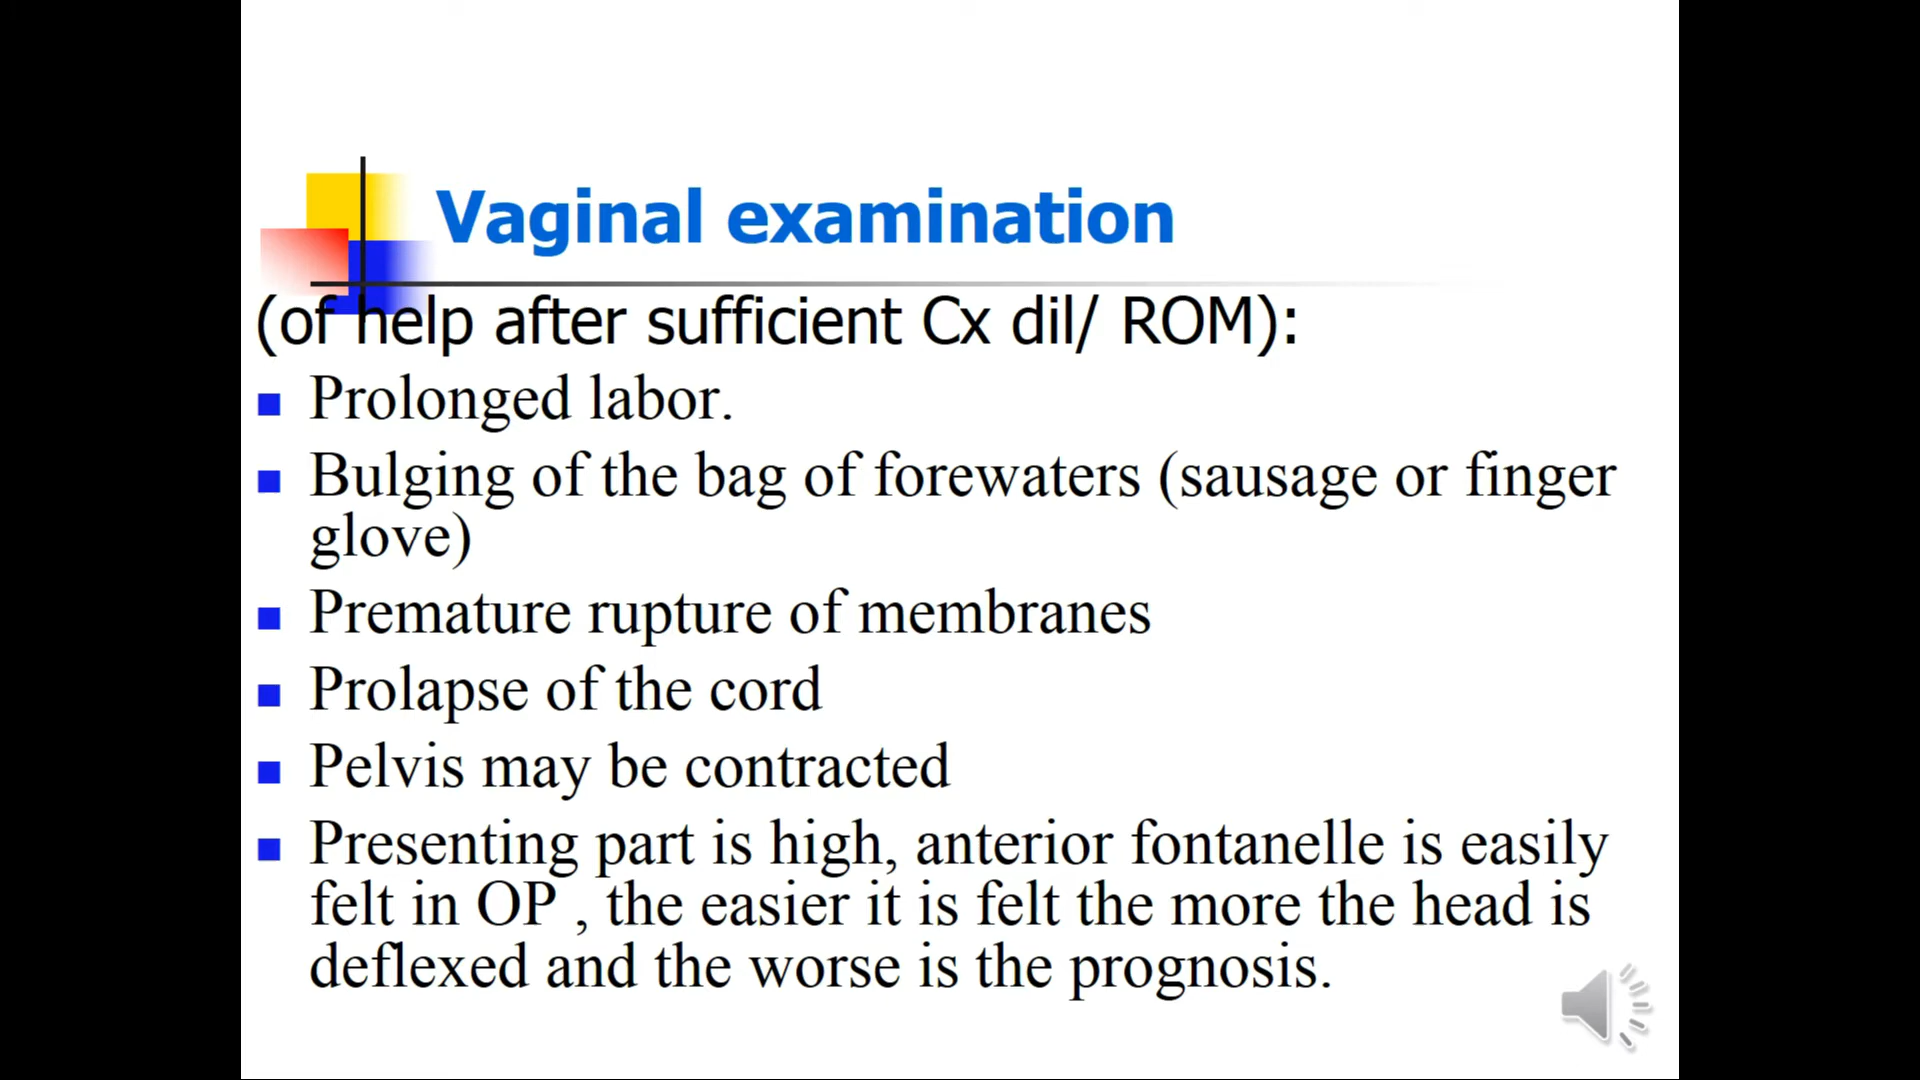 Vaginal examination
(of help after sufficient Cx dil/ ROM):
Prolonged labor.
Bulging of the bag of forewaters (sausage or finger
glove)
Premature rupture of membranes
Prolapse of the cord
Pelvis may be contracted
Presenting part is high, anterior fontanelle is easily
felt in OP , the easier it is felt the more the head is
deflexed and the worse is the prognosis.